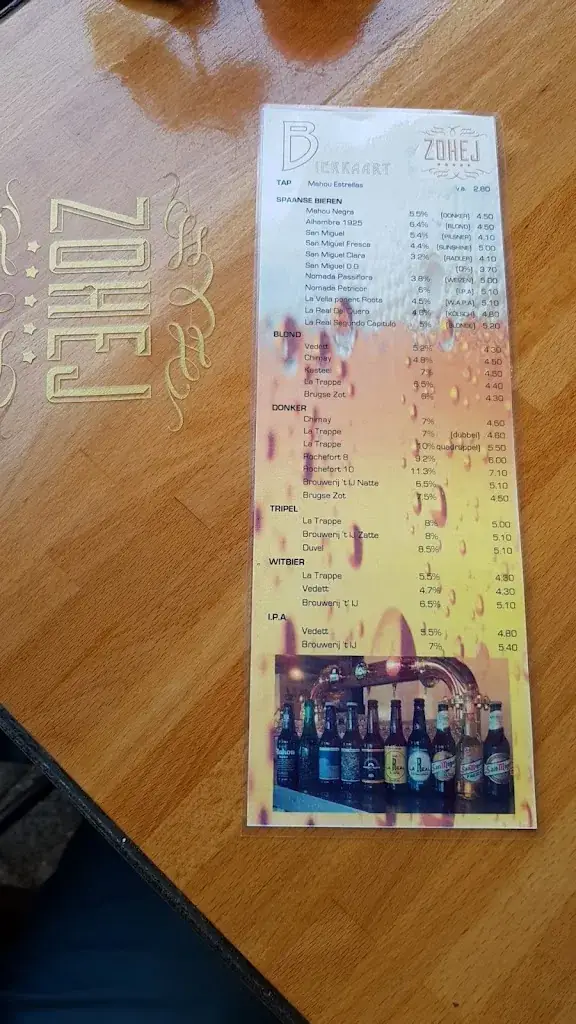 ZOHEJ
BIERKAART
ZOHEJ
TAP Mahou Estrellas v.a. 2.80
SPAANSE BIEREN
Mahou Negra 5.5% (DONKER) 4.50
Alhambra 1925 6.4% (BLOND) 4.50
San Miguel 5.4% (PILSNER) 4.10
San Miguel Fresca 4.4% (SUNSHINE) 5.00
San Miguel Clara 3.2% (RADLER) 4.10
San Miguel 0.0 (0%) 3.70
Nomada Passiflora 3.8% (WEIZEN) 5.00
Nomada Petricor 6% (I.P.A) 5.10
La Vella parent Rosita 4.5% (W.A.P.A) 5.10
La Real De Duero (KÖLSCH) 4.80
La Real Segundo Capitulo 5% (BLONDE) 5.20
BLOND
Vedett 5.2% 4.30
Chimay 4.8% 4.50
Kasteel 7% 4.50
La Trappe 6.5% 4.40
Brugse Zot 6% 4.30
DONKER
Chimay 7% 4.50
La Trappe 7% (dubbel) 4.60
La Trappe 10% quadruppel) 5.50
Rochefort 8 9.2% 6.00
Rochefort 10 11.3% 7.10
Brouwerij 't IJ Natte 6.5% 5.10
Brugse Zot 7.5% 4.50
TRIPEL
La Trappe 8% 5.00
Brouwerij 't IJ Zatte 8% 5.10
Duvel 8.5% 5.10
WITBIER
La Trappe 5.5% 4.30
Vedett 4.7% 4.30
Brouwerij 't' IJ 6.5% 5.10
I.P.A
Vedett 5.5% 4.80
Brouwerij 't IJ 7% 5.40